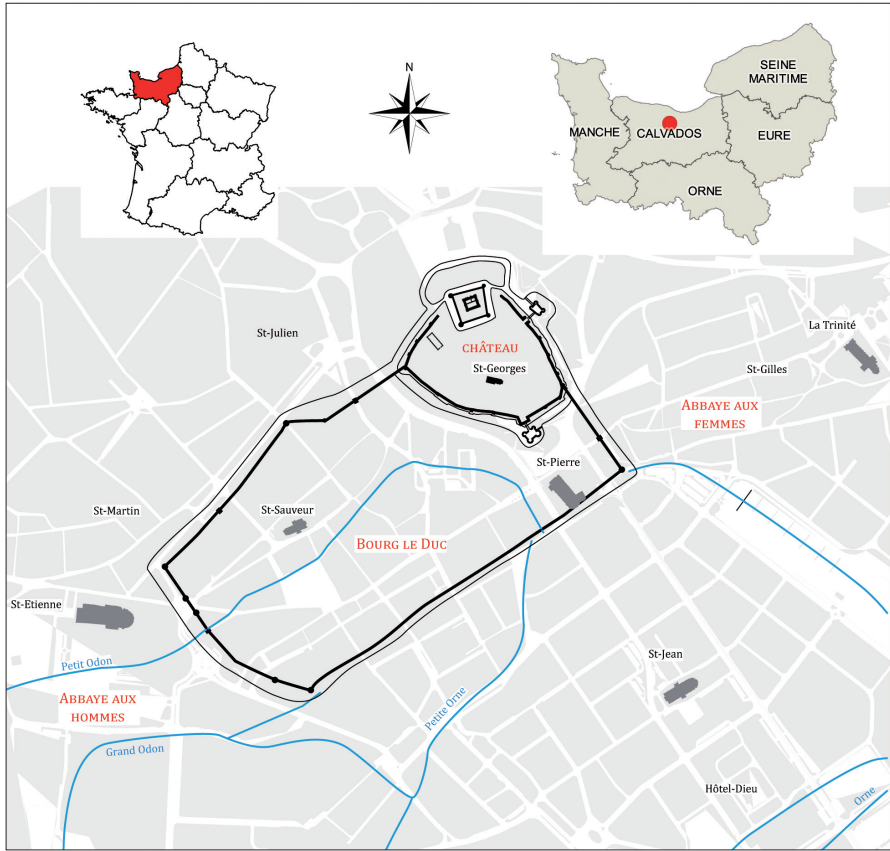 N
SEINE
MARITIME
MANCHE
CALVADOS
EURE
ORNE
St-Julien
CHÂTEAU
St-Georges
La Trinité
St-Gilles
ABBAYE AUX
FEMMES
St-Pierre
St-Martin
St-Sauveur
BOURG LE DUC
St-Etienne
Petit Odon
ABBAYE AUX
HOMMES
Grand Odon
Petite Orne
St-Jean
Hôtel-Dieu
Orne